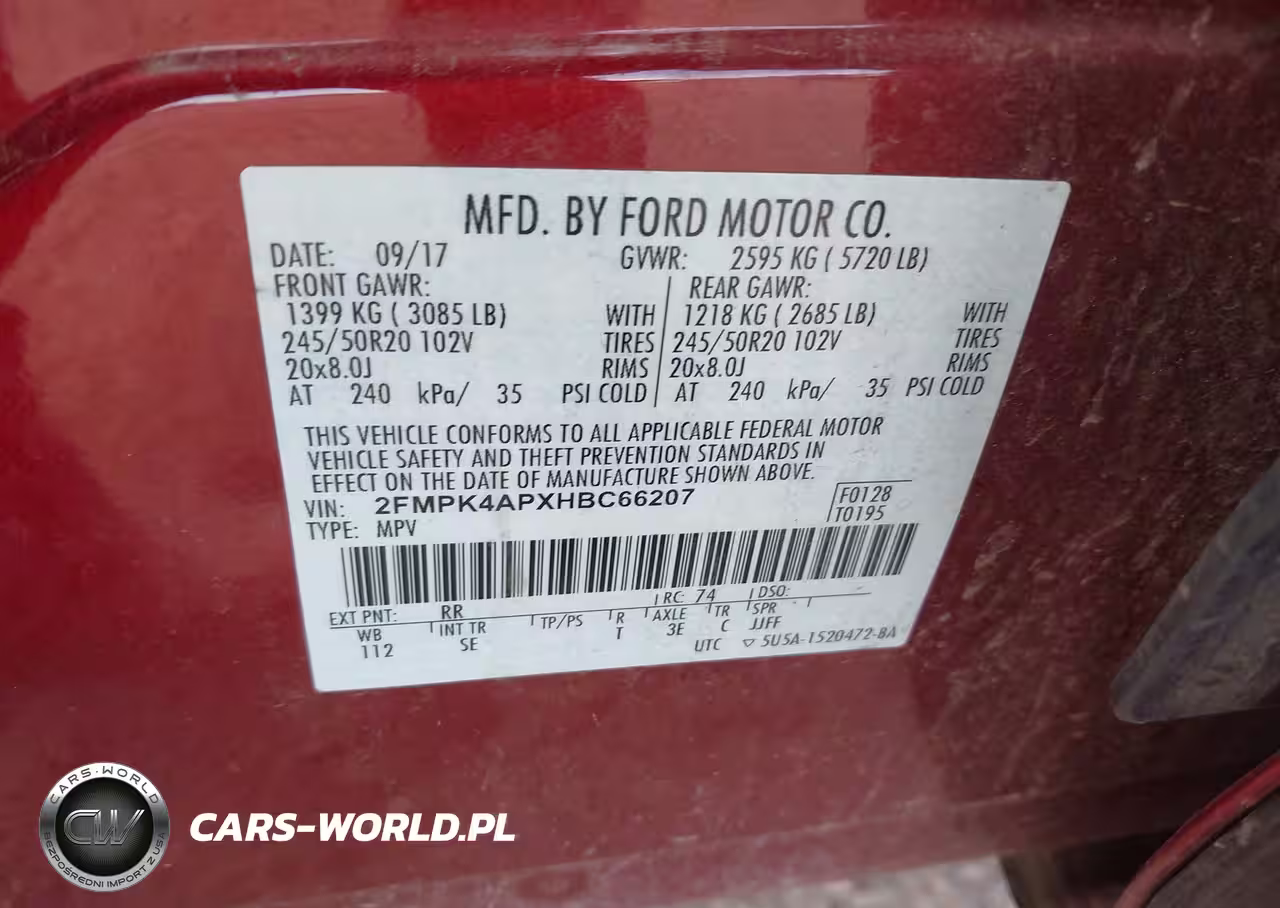 MFD. BY FORD MOTOR CO.
DATE: 09/17 GVWR: 2595 KG ( 5720 LB)
FRONT GAWR: REAR GAWR:
1399 KG ( 3085 LB) WITH 1218 KG ( 2685 LB) WITH
245/50R20 102V TIRES 245/50R20 102V TIRES
20x8.0J RIMS 20x8.0J RIMS
AT 240 kPa/ 35 PSI COLD AT 240 kPa/ 35 PSI COLD
THIS VEHICLE CONFORMS TO ALL APPLICABLE FEDERAL MOTOR
VEHICLE SAFETY AND THEFT PREVENTION STANDARDS IN
EFFECT ON THE DATE OF MANUFACTURE SHOWN ABOVE.
VIN: 2FMPK4APXHBC66207 F0128
TYPE: MPV T0195
EXT PNT: RR RC: 74 DSO:
WB INT TR TP/PS R AXLE TR SPR
112 SE T 3E C JJFF
UTC ▽ 5U5A-1520472-BA
CARS-WORLD
CW
BEZPOŚREDNI IMPORT Z USA
CARS-WORLD.PL